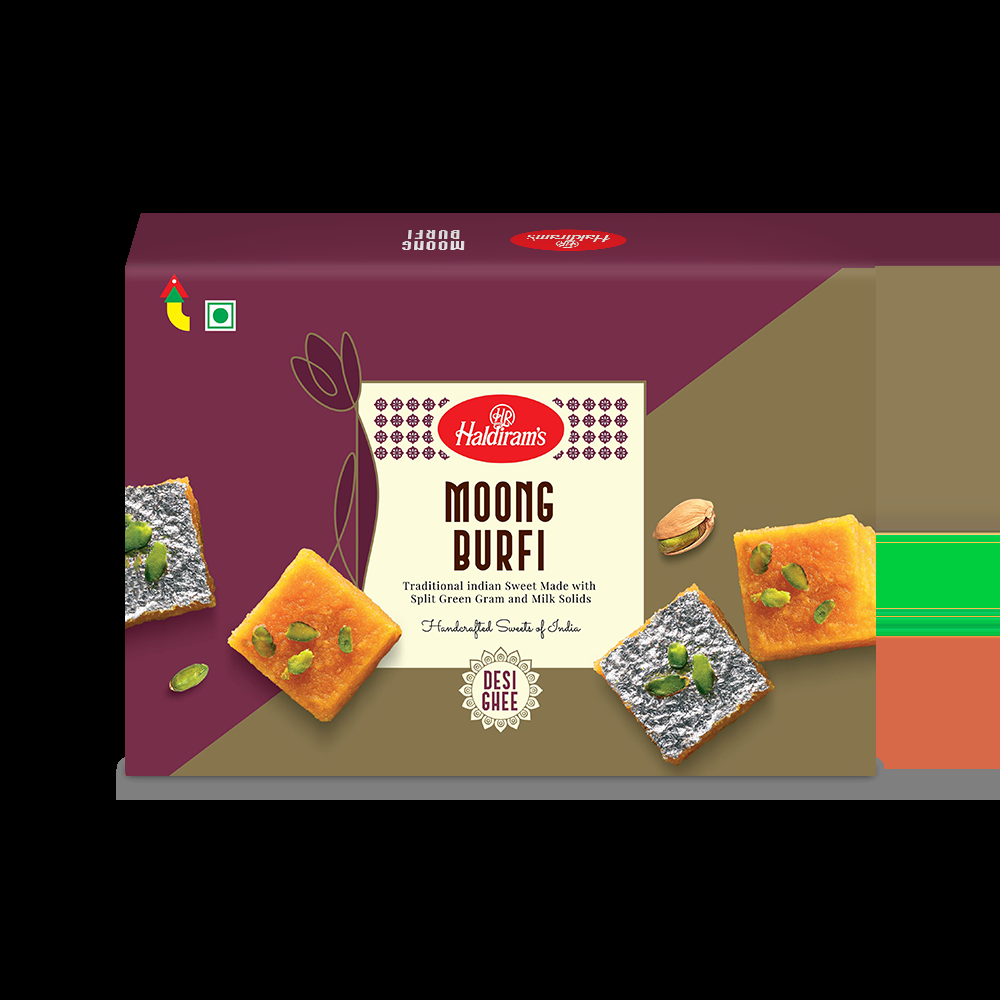 MOONG
BURFI
Haldiram's
HR
HR
Haldiram's
MOONG
BURFI
Traditional indian Sweet Made with
Split Green Gram and Milk Solids
Handcrafted Sweets of India
DESI
GHEE